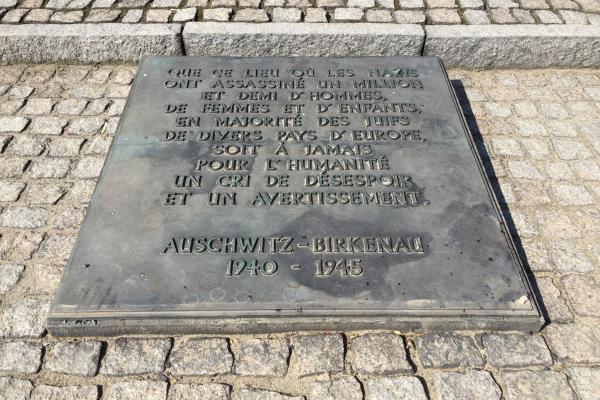 QUE CE LIEU OÙ LES NAZIS
ONT ASSASSINÉ UN MILLION
ET DEMI D'HOMMES,
DE FEMMES ET D'ENFANTS,
EN MAJORITÉ DES JUIFS
DE DIVERS PAYS D'EUROPE,
SOIT À JAMAIS
POUR L'HUMANITÉ
UN CRI DE DÉSESPOIR
ET UN AVERTISSEMENT.
AUSCHWITZ - BIRKENAU
1940 - 1945